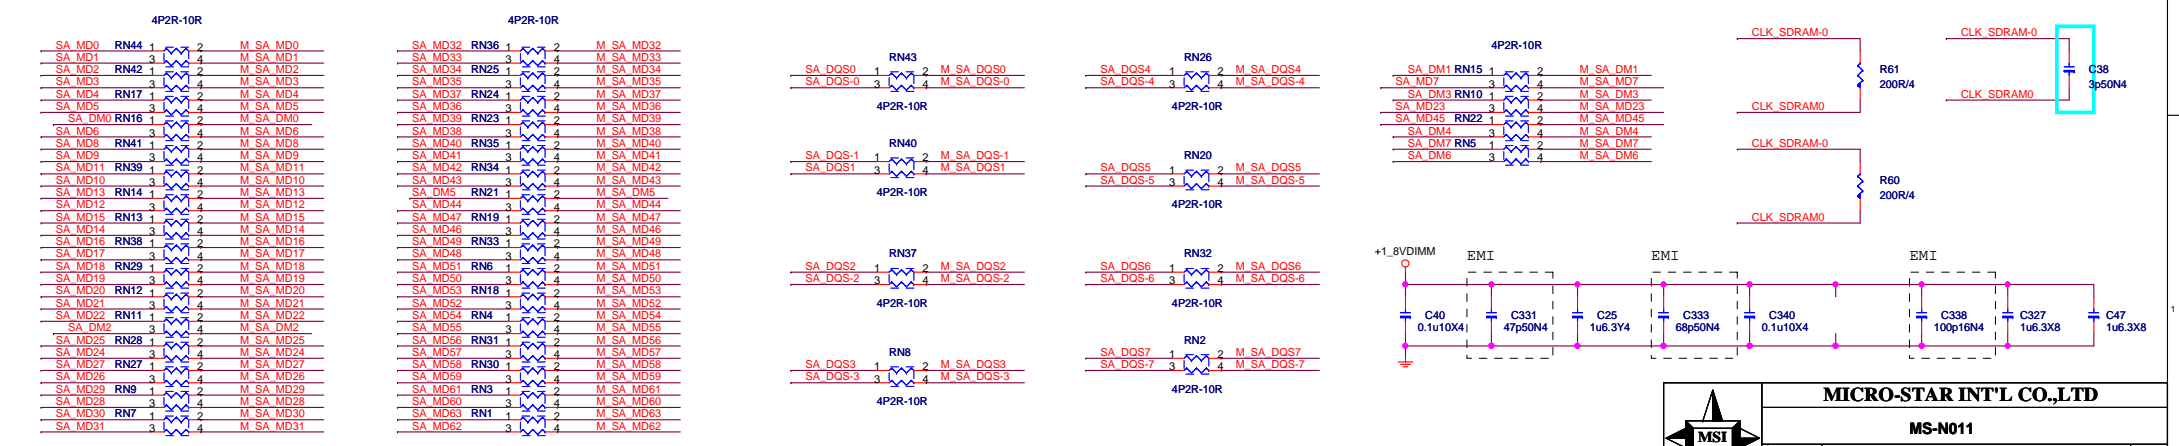 4P2R-10R
SA_MD0 RN44 1 2 M_SA_MD0
SA_MD1 3 4 M_SA_MD1
SA_MD2 RN42 1 2 M_SA_MD2
SA_MD3 3 4 M_SA_MD3
SA_MD4 RN17 1 2 M_SA_MD4
SA_MD5 3 4 M_SA_MD5
SA_DM0 RN16 1 2 M_SA_DM0
SA_MD6 3 4 M_SA_MD6
SA_MD8 RN41 1 2 M_SA_MD8
SA_MD9 3 4 M_SA_MD9
SA_MD11 RN39 1 2 M_SA_MD11
SA_MD10 3 4 M_SA_MD10
SA_MD13 RN14 1 2 M_SA_MD13
SA_MD12 3 4 M_SA_MD12
SA_MD15 RN13 1 2 M_SA_MD15
SA_MD14 3 4 M_SA_MD14
SA_MD16 RN38 1 2 M_SA_MD16
SA_MD17 3 4 M_SA_MD17
SA_MD18 RN29 1 2 M_SA_MD18
SA_MD19 3 4 M_SA_MD19
SA_MD20 RN12 1 2 M_SA_MD20
SA_MD21 3 4 M_SA_MD21
SA_MD22 RN11 1 2 M_SA_MD22
SA_DM2 3 4 M_SA_DM2
SA_MD25 RN28 1 2 M_SA_MD25
SA_MD24 3 4 M_SA_MD24
SA_MD27 RN27 1 2 M_SA_MD27
SA_MD26 3 4 M_SA_MD26
SA_MD29 RN9 1 2 M_SA_MD29
SA_MD28 3 4 M_SA_MD28
SA_MD30 RN7 1 2 M_SA_MD30
SA_MD31 3 4 M_SA_MD31
4P2R-10R
SA_MD32 RN36 1 2 M_SA_MD32
SA_MD33 3 4 M_SA_MD33
SA_MD34 RN25 1 2 M_SA_MD34
SA_MD35 3 4 M_SA_MD35
SA_MD37 RN24 1 2 M_SA_MD37
SA_MD36 3 4 M_SA_MD36
SA_MD39 RN23 1 2 M_SA_MD39
SA_MD38 3 4 M_SA_MD38
SA_MD40 RN35 1 2 M_SA_MD40
SA_MD41 3 4 M_SA_MD41
SA_MD42 RN34 1 2 M_SA_MD42
SA_MD43 3 4 M_SA_MD43
SA_DM5 RN21 1 2 M_SA_DM5
SA_MD44 3 4 M_SA_MD44
SA_MD47 RN19 1 2 M_SA_MD47
SA_MD46 3 4 M_SA_MD46
SA_MD49 RN33 1 2 M_SA_MD49
SA_MD48 3 4 M_SA_MD48
SA_MD51 RN6 1 2 M_SA_MD51
SA_MD50 3 4 M_SA_MD50
SA_MD53 RN18 1 2 M_SA_MD53
SA_MD52 3 4 M_SA_MD52
SA_MD54 RN4 1 2 M_SA_MD54
SA_MD55 3 4 M_SA_MD55
SA_MD56 RN31 1 2 M_SA_MD56
SA_MD57 3 4 M_SA_MD57
SA_MD58 RN30 1 2 M_SA_MD58
SA_MD59 3 4 M_SA_MD59
SA_MD61 RN3 1 2 M_SA_MD61
SA_MD60 3 4 M_SA_MD60
SA_MD63 RN1 1 2 M_SA_MD63
SA_MD62 3 4 M_SA_MD62
RN43
SA_DQS0 1 2 M_SA_DQS0
SA_DQS-0 3 4 M_SA_DQS-0
4P2R-10R
RN40
SA_DQS-1 1 2 M_SA_DQS-1
SA_DQS1 3 4 M_SA_DQS1
4P2R-10R
RN37
SA_DQS2 1 2 M_SA_DQS2
SA_DQS-2 3 4 M_SA_DQS-2
4P2R-10R
RN8
SA_DQS3 1 2 M_SA_DQS3
SA_DQS-3 3 4 M_SA_DQS-3
4P2R-10R
RN26
SA_DQS4 1 2 M_SA_DQS4
SA_DQS-4 3 4 M_SA_DQS-4
4P2R-10R
RN20
SA_DQS5 1 2 M_SA_DQS5
SA_DQS-5 3 4 M_SA_DQS-5
4P2R-10R
RN32
SA_DQS6 1 2 M_SA_DQS6
SA_DQS-6 3 4 M_SA_DQS-6
4P2R-10R
RN2
SA_DQS7 1 2 M_SA_DQS7
SA_DQS-7 3 4 M_SA_DQS-7
4P2R-10R
4P2R-10R
SA_DM1 RN15 1 2 M_SA_DM1
SA_MD7 3 4 M_SA_MD7
SA_DM3 RN10 1 2 M_SA_DM3
SA_MD23 3 4 M_SA_MD23
SA_MD45 RN22 1 2 M_SA_MD45
SA_DM4 3 4 M_SA_DM4
SA_DM7 RN5 1 2 M_SA_DM7
SA_DM6 3 4 M_SA_DM6
CLK_SDRAM-0
R61
200R/4
CLK_SDRAM0
CLK_SDRAM-0
C38
3p50N4
CLK_SDRAM0
CLK_SDRAM-0
R60
200R/4
CLK_SDRAM0
+1_8VDIMM
EMI EMI EMI
C40 C331 C25 C333 C340 C338 C327 C47
0.1u10X4 47p50N4 1u6.3Y4 68p50N4 0.1u10X4 100p16N4 1u6.3X8 1u6.3X8
1
MSI
MICRO-STAR INT'L CO.,LTD
MS-N011